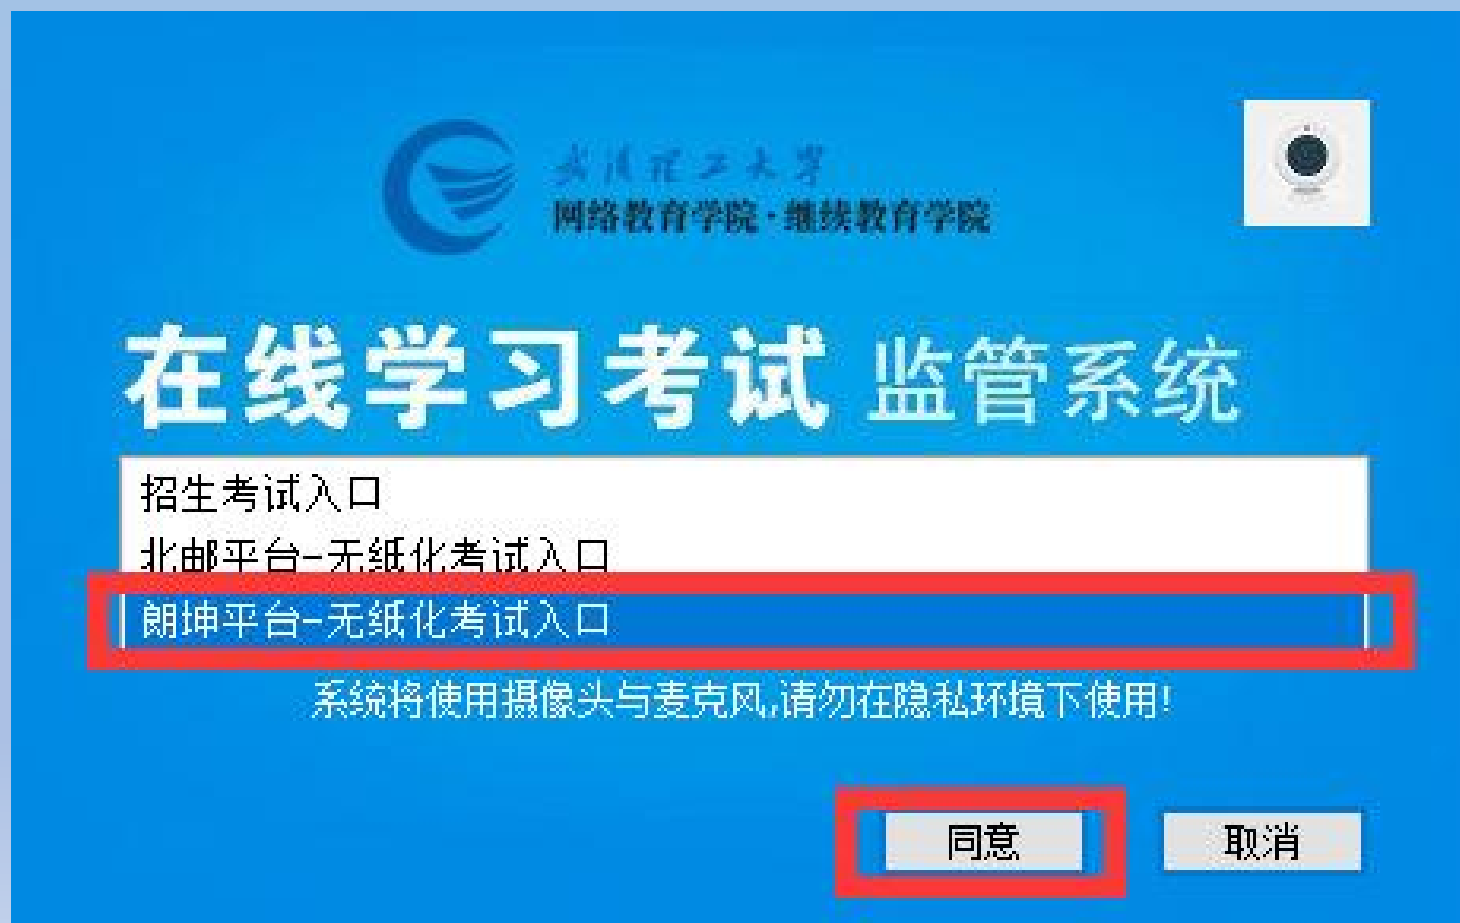 武汉理工大学
网络教育学院·继续教育学院
在线学习考试 监管系统
招生考试入口
北邮平台-无纸化考试入口
朗坤平台-无纸化考试入口
系统将使用摄像头与麦克风,请勿在隐私环境下使用!
同意 取消